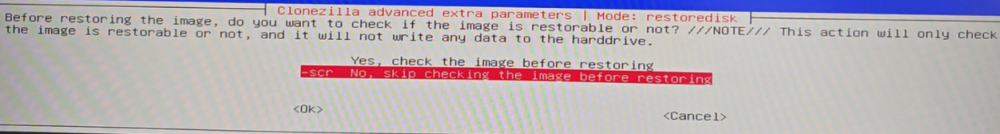 Clonezilla advanced extra parameters | Mode: restoredisk
Before restoring the image, do you want to check if the image is restorable or not? ///NOTE/// This action will only check
the image is restorable or not, and it will not write any data to the harddrive.
Yes, check the image before restoring
-scr No, skip checking the image before restoring
<Ok> <Cancel>